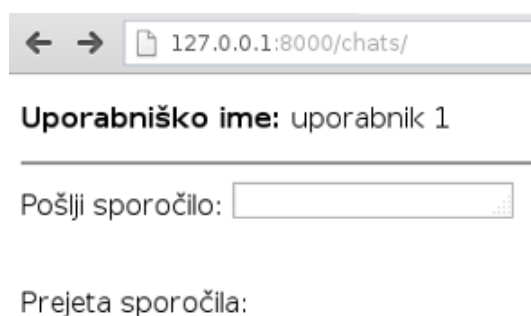 127.0.0.1:8000/chats/
Uporabniško ime: uporabnik 1
Pošlji sporočilo:
Prejeta sporočila: